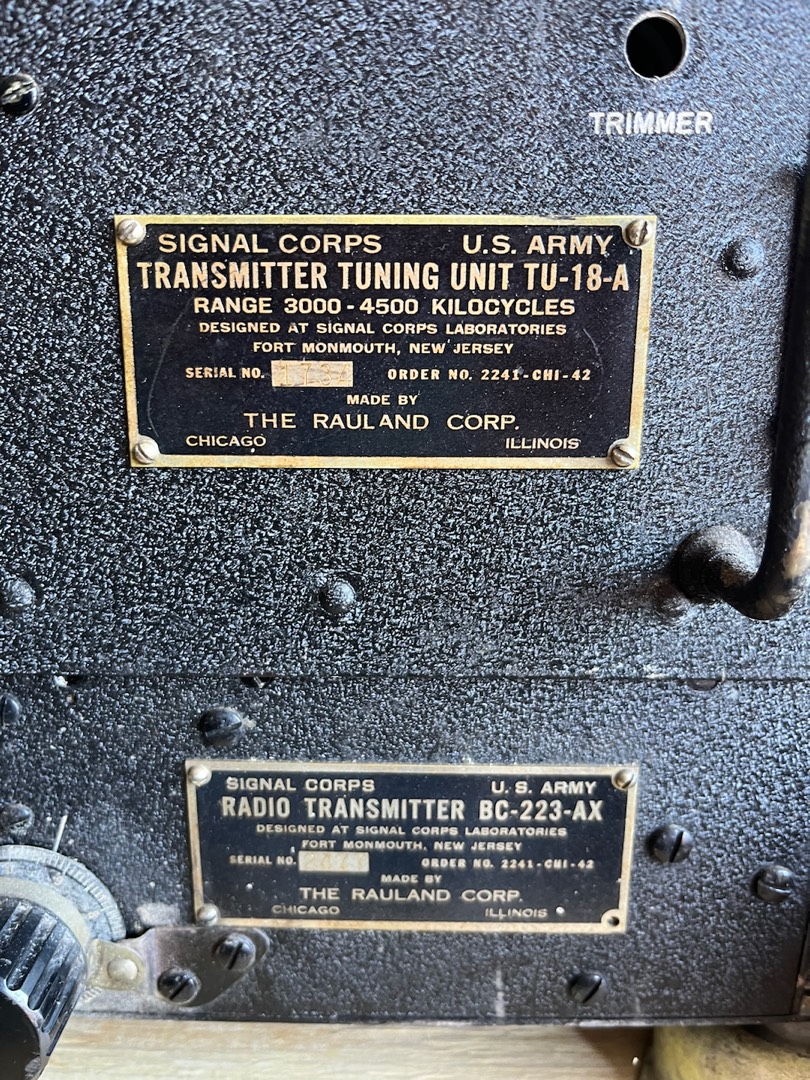 TRIMMER
SIGNAL CORPS U.S. ARMY
TRANSMITTER TUNING UNIT TU-18-A
RANGE 3000-4500 KILOCYCLES
DESIGNED AT SIGNAL CORPS LABORATORIES
FORT MONMOUTH, NEW JERSEY
SERIAL NO. ORDER NO. 2241-CHI-42
MADE BY
THE RAULAND CORP.
CHICAGO ILLINOIS
SIGNAL CORPS U. S. ARMY
RADIO TRANSMITTER BC-223-AX
DESIGNED AT SIGNAL CORPS LABORATORIES
FORT MONMOUTH, NEW JERSEY
SERIAL NO. ORDER NO. 2241-CHI-42
MADE BY
THE RAULAND CORP.
CHICAGO ILLINOIS